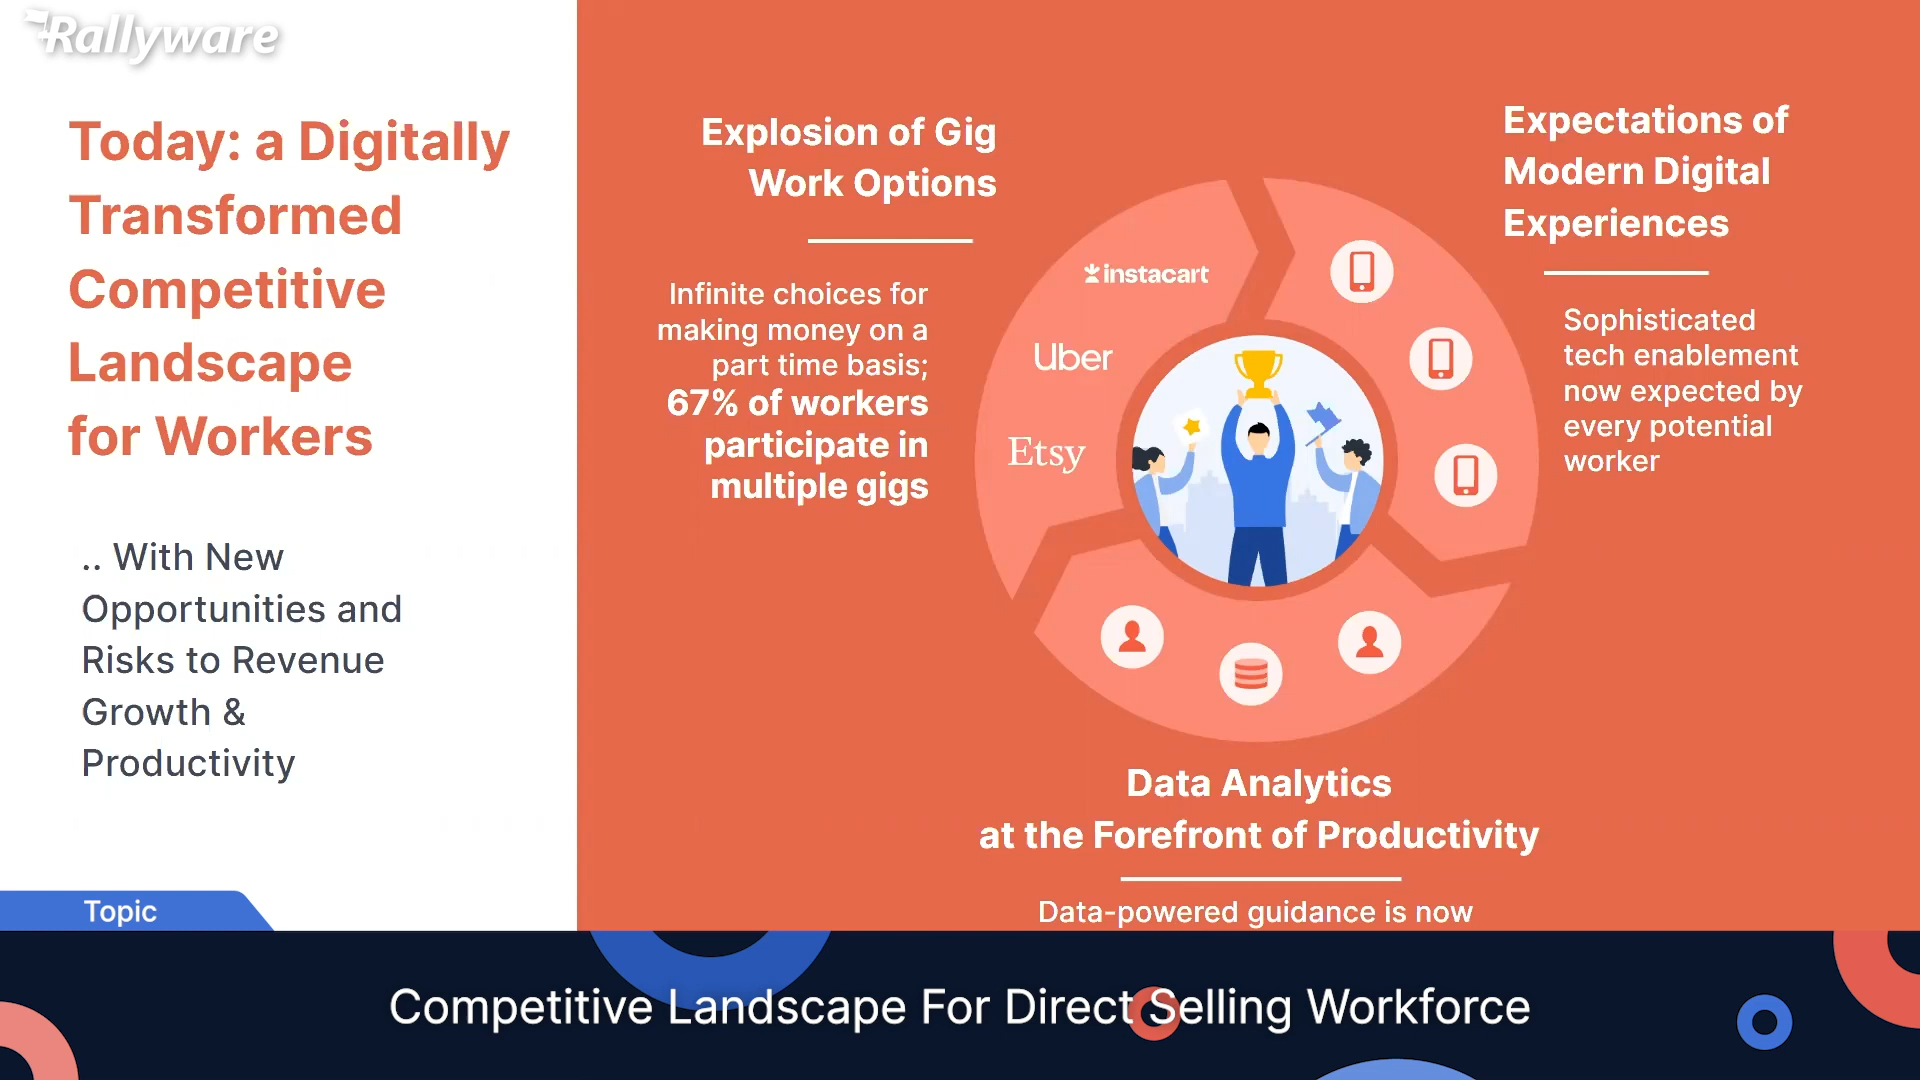 Rallyware
Today: a Digitally
Transformed
Competitive
Landscape
for Workers
.. With New
Opportunities and
Risks to Revenue
Growth &
Productivity
Explosion of Gig
Work Options
Infinite choices for
making money on a
part time basis;
67% of workers
participate in
multiple gigs
instacart
Uber
Etsy
Expectations of
Modern Digital
Experiences
Sophisticated
tech enablement
now expected by
every potential
worker
Data Analytics
at the Forefront of Productivity
Data-powered guidance is now
Topic
Competitive Landscape For Direct Selling Workforce